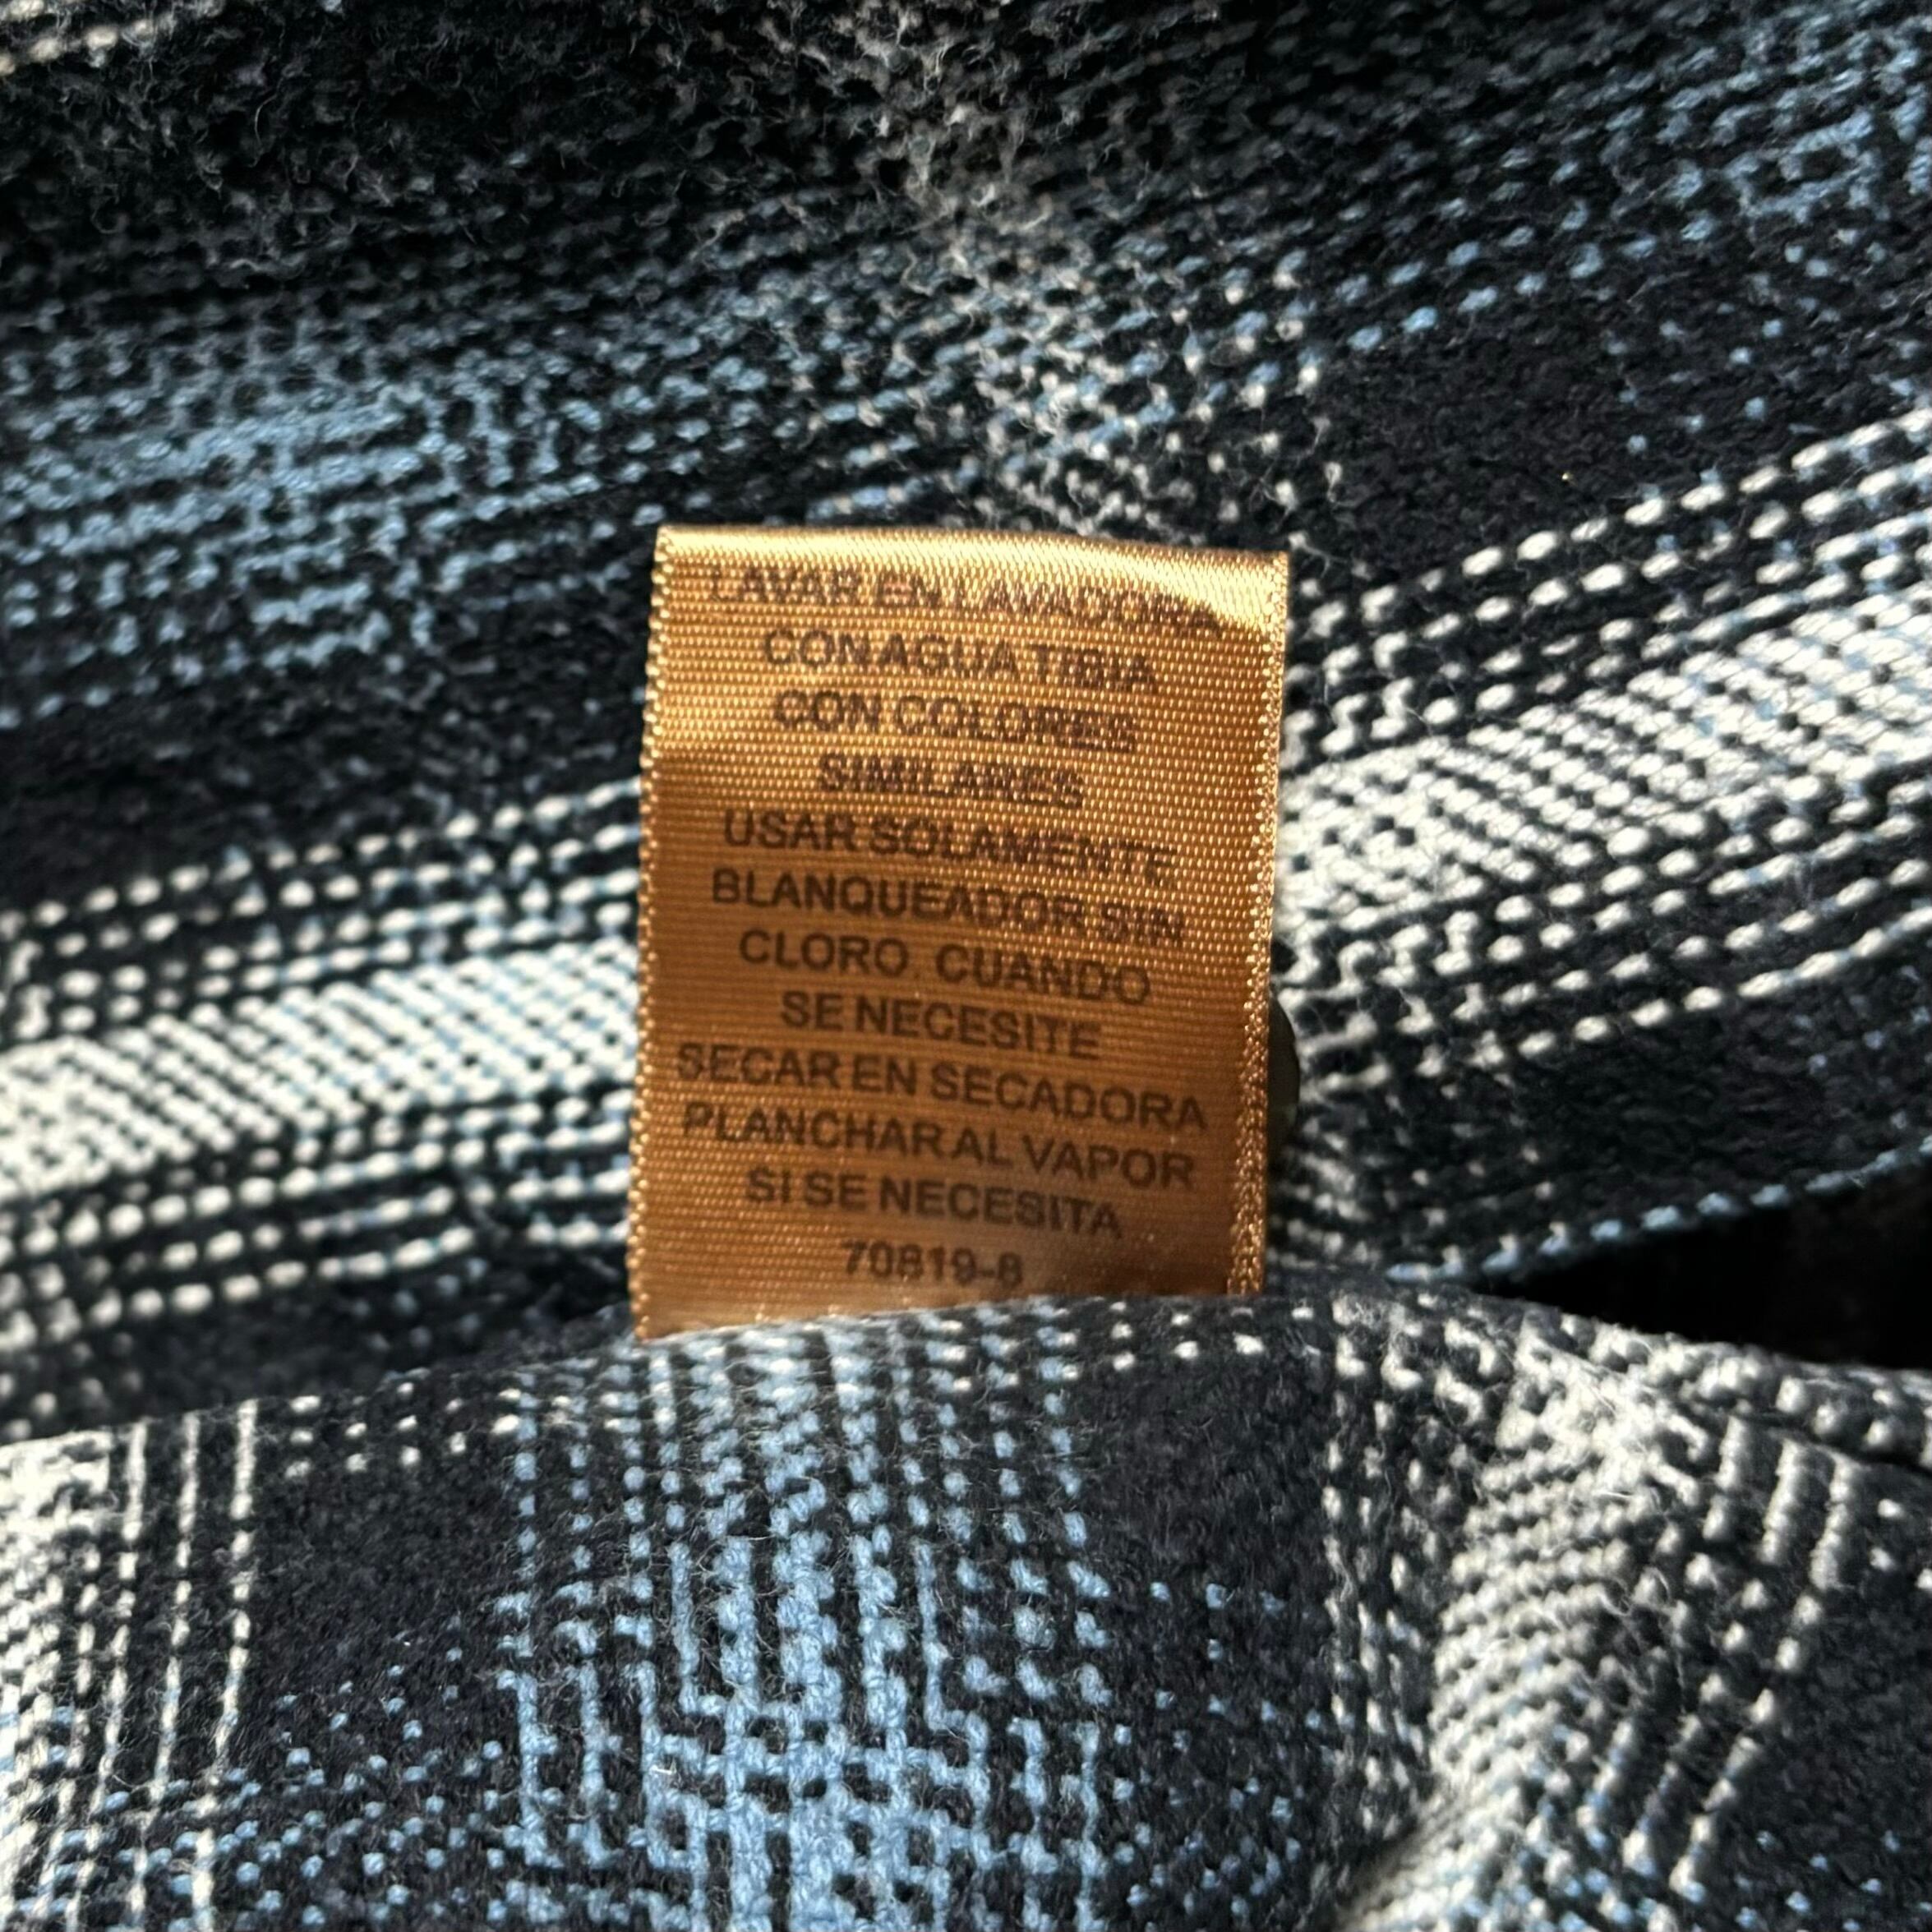 LAVAR EN LAVADORA
CON AGUA TIBIA
CON COLORES
SIMILARES
USAR SOLAMENTE
BLANQUEADOR SIN
CLORO, CUANDO
SE NECESITE
SECAR EN SECADORA
PLANCHAR AL VAPOR
SI SE NECESITA
70819-8